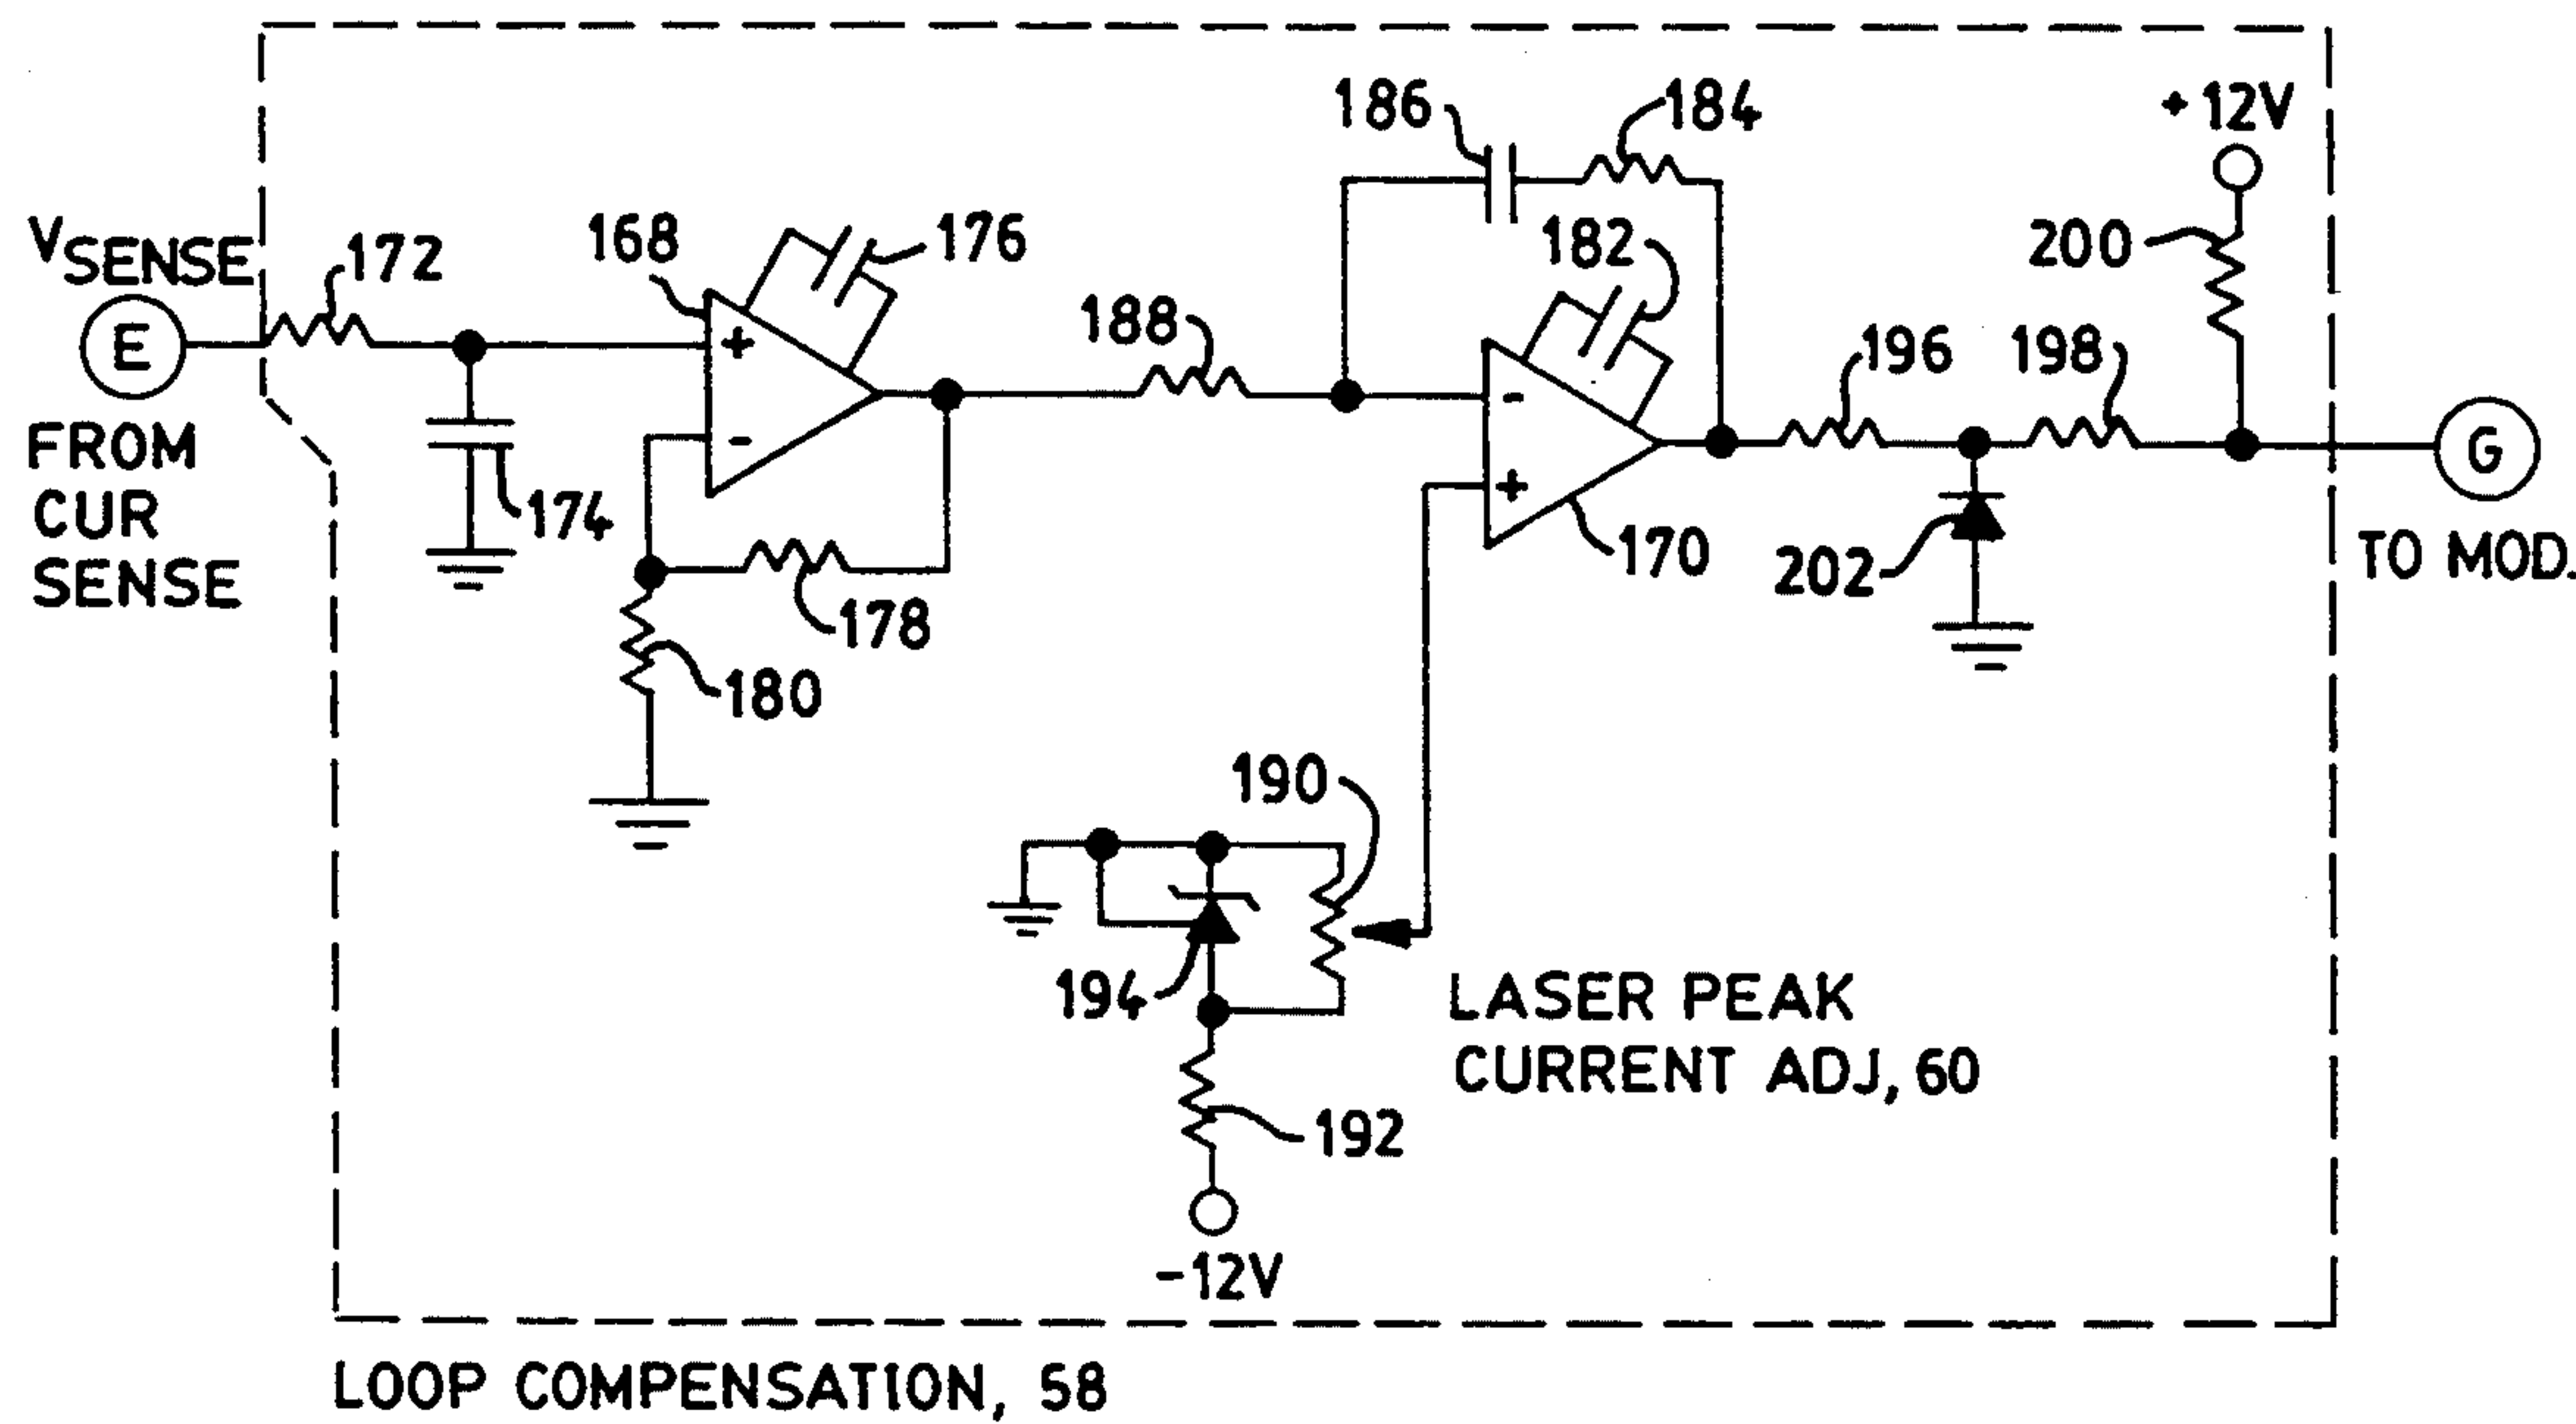 186
184
+12V
VSENSE
172
168
176
182
200
E
188
196
198
G
FROM
CUR
SENSE
+
-
174
-
+
170
202
TO MOD.
178
180
190
194
LASER PEAK
CURRENT ADJ, 60
192
-12V
LOOP COMPENSATION, 58